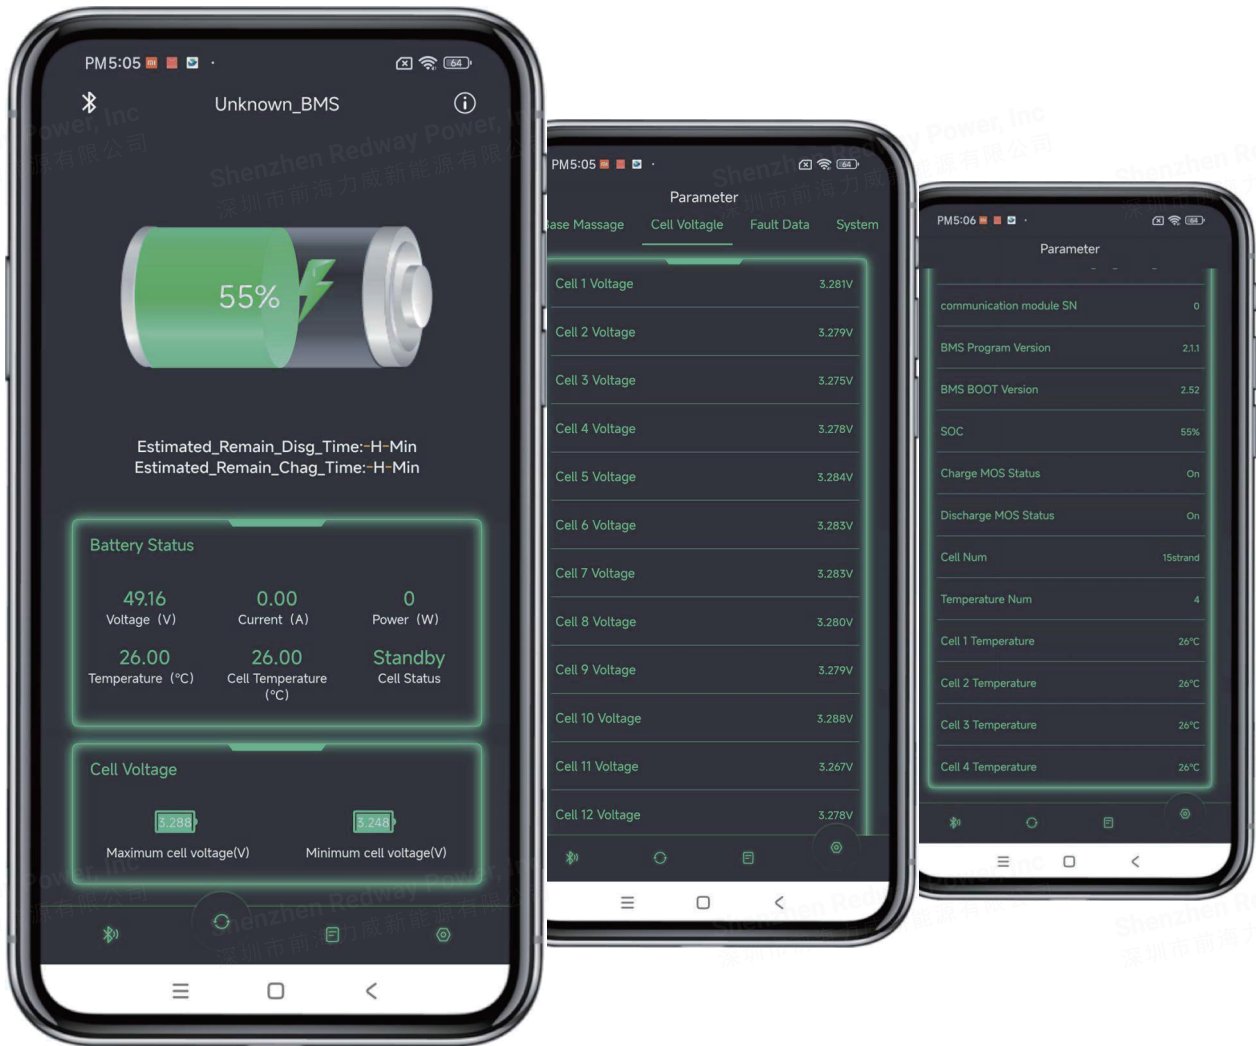 PM5:05
64
Unknown_BMS
55%
Estimated_Remain_Disg_Time:-H-Min
Estimated_Remain_Chag_Time:-H-Min
Battery Status
49.16 0.00 0
Voltage (V) Current (A) Power (W)
26.00 26.00 Standby
Temperature (°C) Cell Temperature (°C) Cell Status
Cell Voltage
3.288 3.248
Maximum cell voltage(V) Minimum cell voltage(V)
PM5:05
64
Parameter
ase Massage Cell Voltagle Fault Data System
Cell 1 Voltage 3.281V
Cell 2 Voltage 3.279V
Cell 3 Voltage 3.275V
Cell 4 Voltage 3.278V
Cell 5 Voltage 3.284V
Cell 6 Voltage 3.283V
Cell 7 Voltage 3.283V
Cell 8 Voltage 3.280V
Cell 9 Voltage 3.279V
Cell 10 Voltage 3.288V
Cell 11 Voltage 3.267V
Cell 12 Voltage 3.278V
PM5:06
64
Parameter
communication module SN 0
BMS Program Version 2.1.1
BMS BOOT Version 2.52
SOC 55%
Charge MOS Status On
Discharge MOS Status On
Cell Num 15strand
Temperature Num 4
Cell 1 Temperature 26°C
Cell 2 Temperature 26°C
Cell 3 Temperature 26°C
Cell 4 Temperature 26°C
Shenzhen Redway Power, Inc
深圳市前海力威新能源有限公司